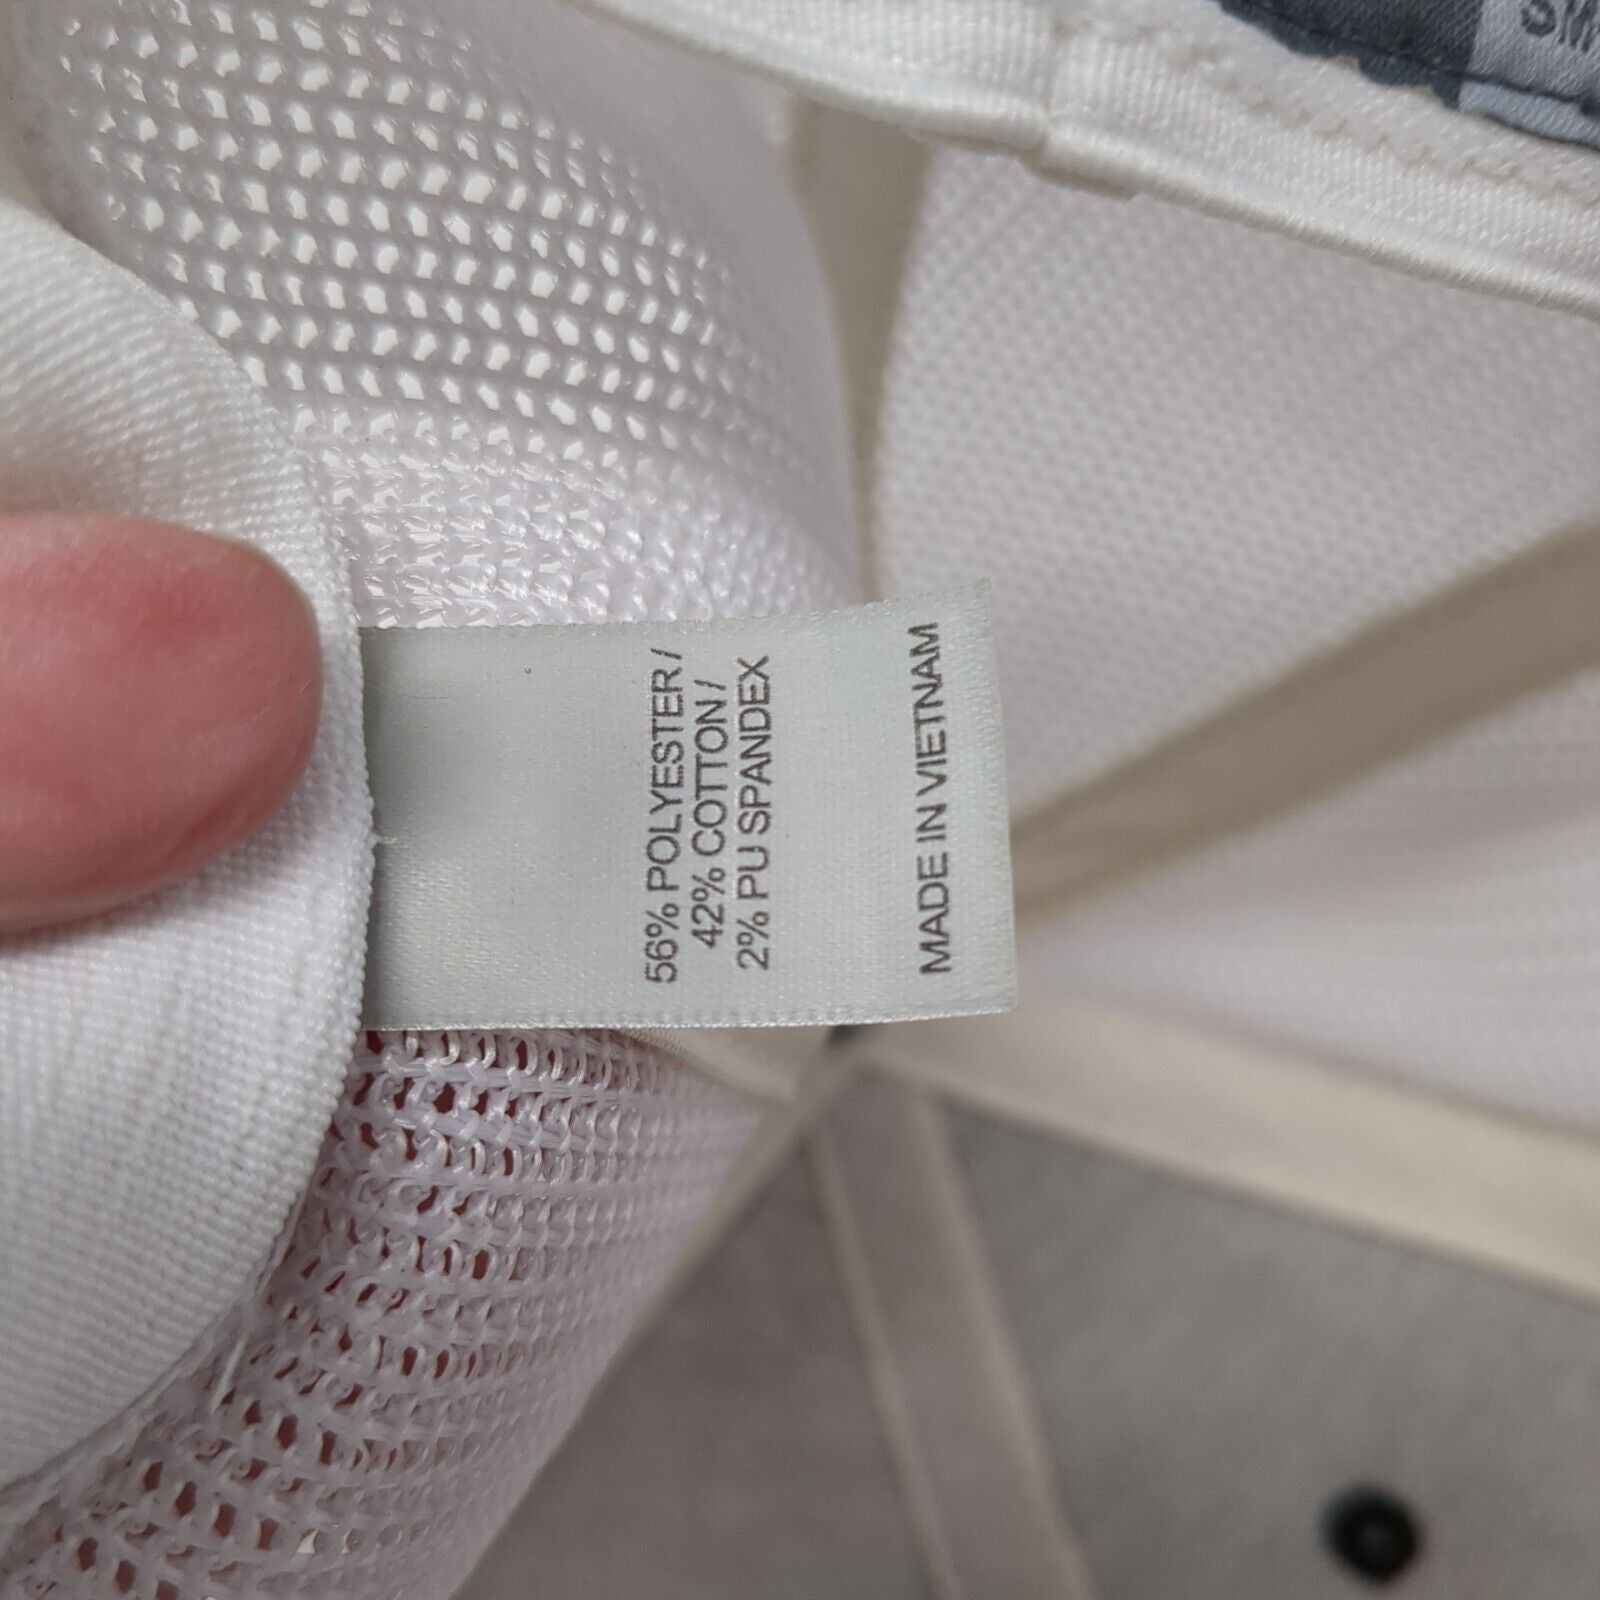 56% POLYESTER /
42% COTTON /
2% PU SPANDEX
MADE IN VIETNAM